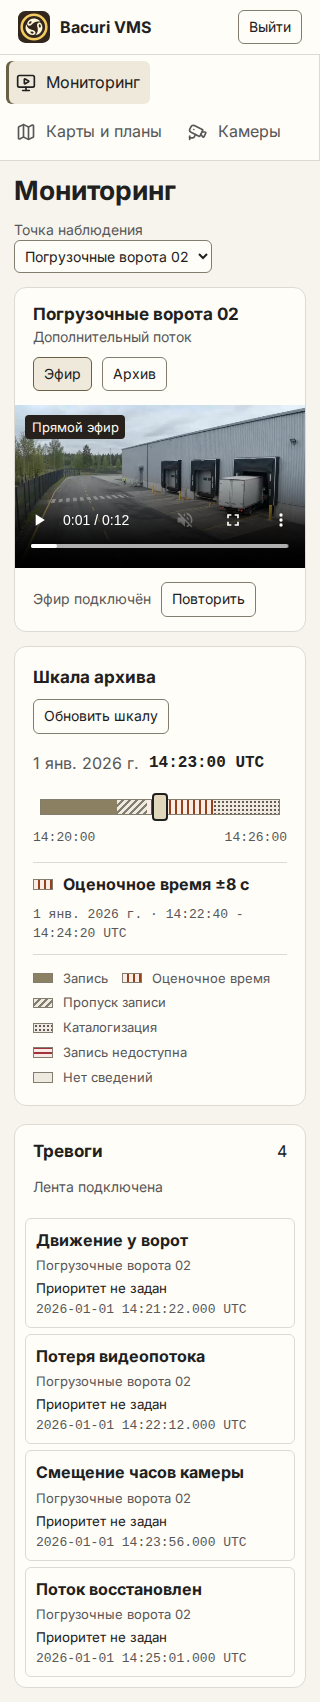 Bacuri VMS
Выйти
Мониторинг
Карты и планы
Камеры
Мониторинг
Точка наблюдения
Погрузочные ворота 02
Погрузочные ворота 02
Дополнительный поток
Эфир
Архив
Прямой эфир
0:01 / 0:12
Эфир подключён
Повторить
Шкала архива
Обновить шкалу
1 янв. 2026 г. 14:23:00 UTC
14:20:00
14:26:00
Оценочное время ±8 с
1 янв. 2026 г. · 14:22:40 -
14:24:20 UTC
Запись
Оценочное время
Пропуск записи
Каталогизация
Запись недоступна
Нет сведений
Тревоги
4
Лента подключена
Движение у ворот
Погрузочные ворота 02
Приоритет не задан
2026-01-01 14:21:22.000 UTC
Потеря видеопотока
Погрузочные ворота 02
Приоритет не задан
2026-01-01 14:22:12.000 UTC
Смещение часов камеры
Погрузочные ворота 02
Приоритет не задан
2026-01-01 14:23:56.000 UTC
Поток восстановлен
Погрузочные ворота 02
Приоритет не задан
2026-01-01 14:25:01.000 UTC